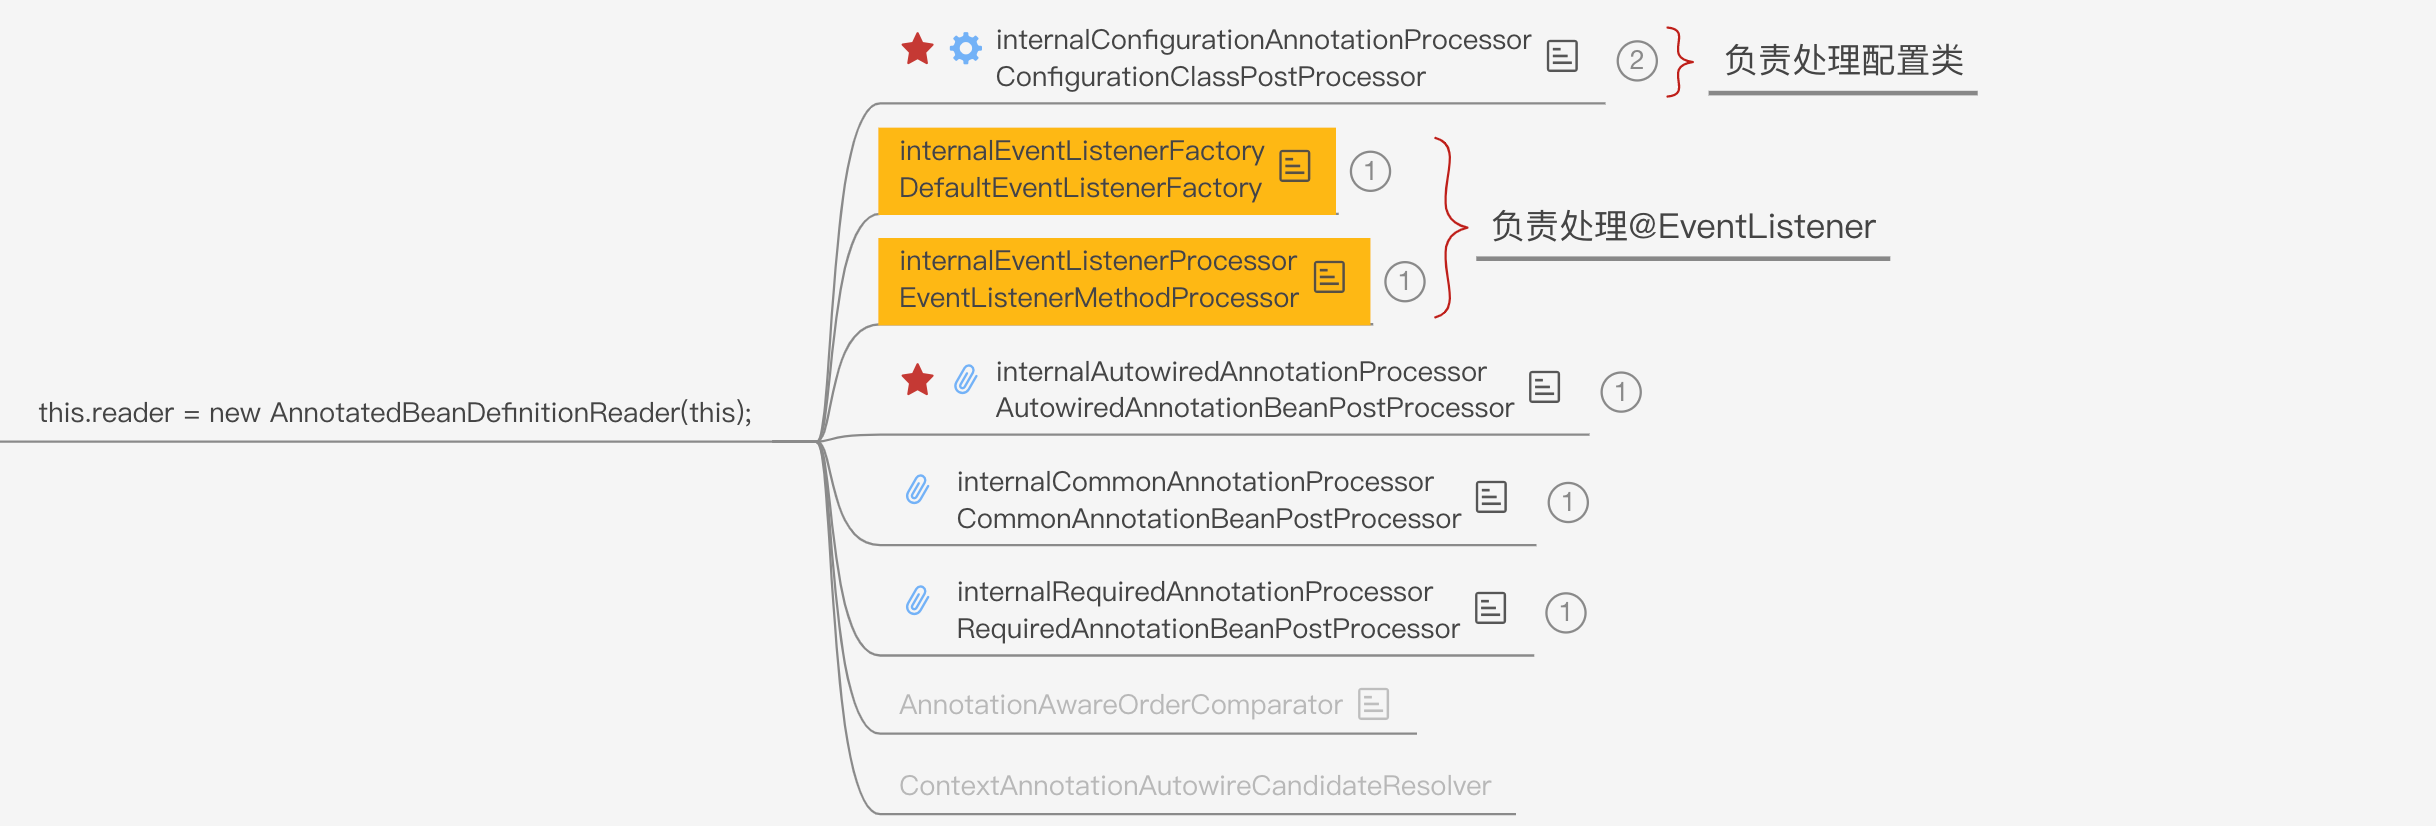 internalConfigurationAnnotationProcessor
ConfigurationClassPostProcessor
2
负责处理配置类
internalEventListenerFactory
DefaultEventListenerFactory
1
负责处理@EventListener
internalEventListenerProcessor
EventListenerMethodProcessor
1
this.reader = new AnnotatedBeanDefinitionReader(this);
internalAutowiredAnnotationProcessor
AutowiredAnnotationBeanPostProcessor
1
internalCommonAnnotationProcessor
CommonAnnotationBeanPostProcessor
1
internalRequiredAnnotationProcessor
RequiredAnnotationBeanPostProcessor
1
AnnotationAwareOrderComparator
ContextAnnotationAutowireCandidateResolver